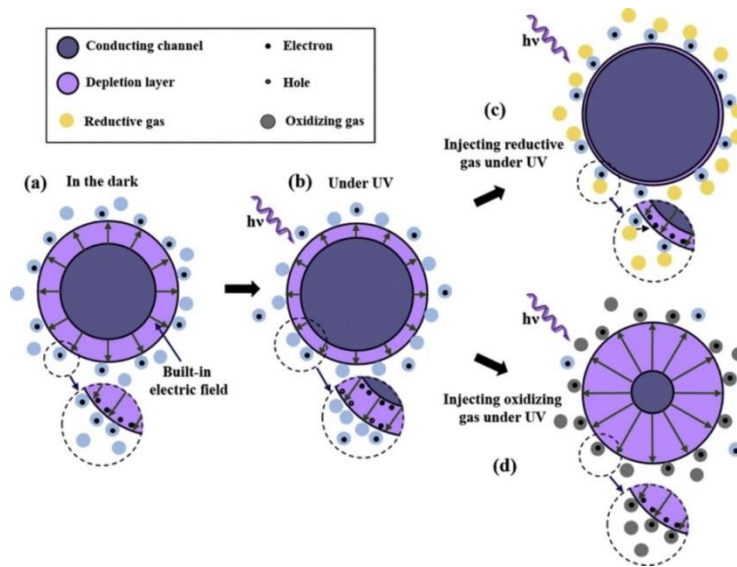 Conducting channel
Electron
Depletion layer
Hole
Reductive gas
Oxidizing gas
(a)
In the dark
Built-in
electric field
(b)
Under UV
hν
hν
(c)
Injecting reductive
gas under UV
hν
Injecting oxidizing
gas under UV
(d)